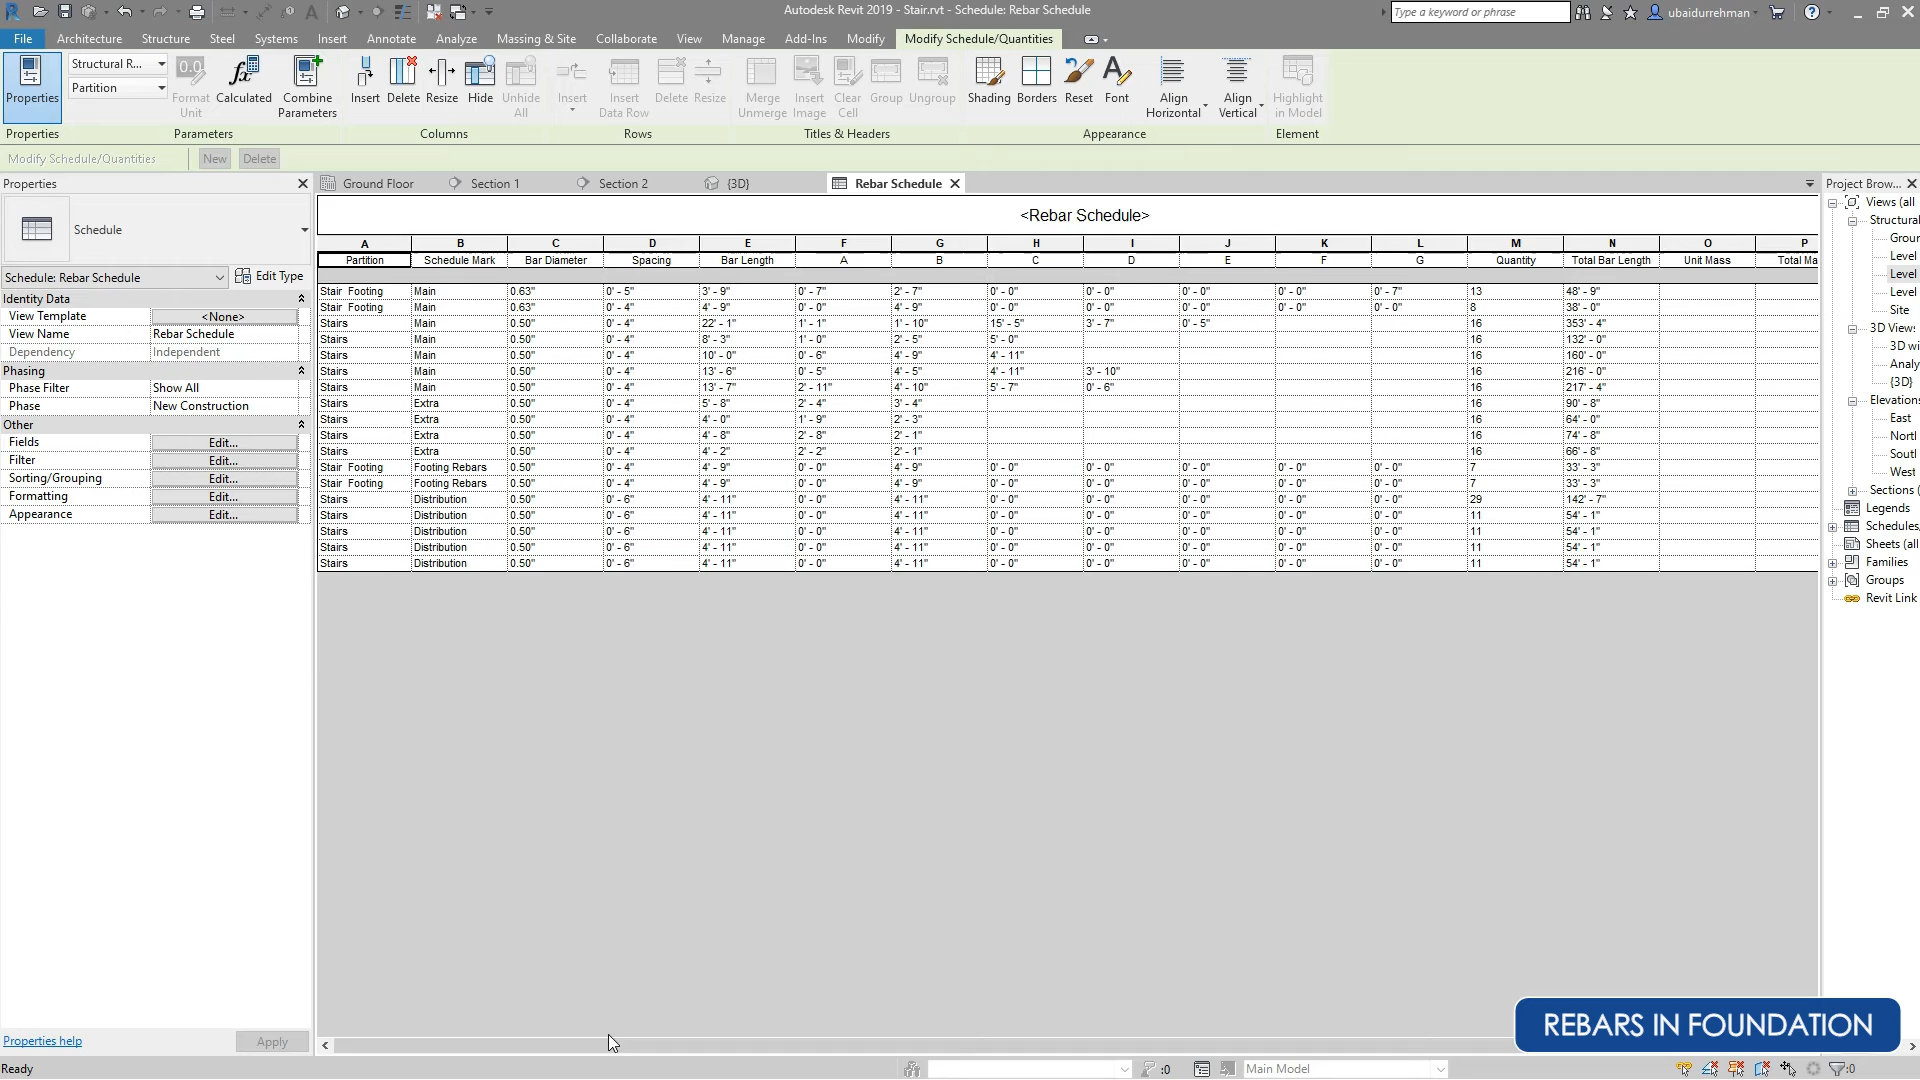 Autodesk Revit 2019 - Stair.rvt - Schedule: Rebar Schedule
Type a keyword or phrase
ubaidurrehman
File Architecture Structure Steel Systems Insert Annotate Analyze Massing & Site Collaborate View Manage Add-Ins Modify Modify Schedule/Quantities
Structural R...
Partition
Properties Format Unit Calculated Combine Parameters Insert Delete Resize Hide Unhide All Insert Insert Data Row Delete Resize Merge Unmerge Insert Image Clear Cell Group Ungroup Shading Borders Reset Font Align Horizontal Align Vertical Highlight in Model
Properties Parameters Columns Rows Titles & Headers Appearance Element
Modify Schedule/Quantities New Delete
Properties
Schedule
Schedule: Rebar Schedule Edit Type
Identity Data
View Template <None>
View Name Rebar Schedule
Dependency Independent
Phasing
Phase Filter Show All
Phase New Construction
Other
Fields Edit...
Filter Edit...
Sorting/Grouping Edit...
Formatting Edit...
Appearance Edit...
Properties help Apply
Ground Floor Section 1 Section 2 {3D} Rebar Schedule
<Rebar Schedule>
A B C D E F G H I J K L M N O P
Partition Schedule Mark Bar Diameter Spacing Bar Length A B C D E F G Quantity Total Bar Length Unit Mass Total Ma
Stair Footing Main 0.63" 0' - 5" 3' - 9" 0' - 7" 2' - 7" 0' - 0" 0' - 0" 0' - 0" 0' - 0" 0' - 7" 13 48' - 9"
Stair Footing Main 0.63" 0' - 4" 4' - 9" 0' - 0" 4' - 9" 0' - 0" 0' - 0" 0' - 0" 0' - 0" 0' - 0" 8 38' - 0"
Stairs Main 0.50" 0' - 4" 22' - 1" 1' - 1" 1' - 10" 15' - 5" 3' - 7" 0' - 5" 16 353' - 4"
Stairs Main 0.50" 0' - 4" 8' - 3" 1' - 0" 2' - 5" 5' - 0" 16 132' - 0"
Stairs Main 0.50" 0' - 4" 10' - 0" 0' - 6" 4' - 9" 4' - 11" 16 160' - 0"
Stairs Main 0.50" 0' - 4" 13' - 6" 0' - 5" 4' - 5" 4' - 11" 3' - 10" 16 216' - 0"
Stairs Main 0.50" 0' - 4" 13' - 7" 2' - 11" 4' - 10" 5' - 7" 0' - 6" 16 217' - 4"
Stairs Extra 0.50" 0' - 4" 5' - 8" 2' - 4" 3' - 4" 16 90' - 8"
Stairs Extra 0.50" 0' - 4" 4' - 0" 1' - 9" 2' - 3" 16 64' - 0"
Stairs Extra 0.50" 0' - 4" 4' - 8" 2' - 8" 2' - 1" 16 74' - 8"
Stairs Extra 0.50" 0' - 4" 4' - 2" 2' - 2" 2' - 1" 16 66' - 8"
Stair Footing Footing Rebars 0.50" 0' - 4" 4' - 9" 0' - 0" 4' - 9" 0' - 0" 0' - 0" 0' - 0" 0' - 0" 0' - 0" 7 33' - 3"
Stair Footing Footing Rebars 0.50" 0' - 4" 4' - 9" 0' - 0" 4' - 9" 0' - 0" 0' - 0" 0' - 0" 0' - 0" 0' - 0" 7 33' - 3"
Stairs Distribution 0.50" 0' - 6" 4' - 11" 0' - 0" 4' - 11" 0' - 0" 0' - 0" 0' - 0" 0' - 0" 0' - 0" 29 142' - 7"
Stairs Distribution 0.50" 0' - 6" 4' - 11" 0' - 0" 4' - 11" 0' - 0" 0' - 0" 0' - 0" 0' - 0" 0' - 0" 11 54' - 1"
Stairs Distribution 0.50" 0' - 6" 4' - 11" 0' - 0" 4' - 11" 0' - 0" 0' - 0" 0' - 0" 0' - 0" 0' - 0" 11 54' - 1"
Stairs Distribution 0.50" 0' - 6" 4' - 11" 0' - 0" 4' - 11" 0' - 0" 0' - 0" 0' - 0" 0' - 0" 0' - 0" 11 54' - 1"
Stairs Distribution 0.50" 0' - 6" 4' - 11" 0' - 0" 4' - 11" 0' - 0" 0' - 0" 0' - 0" 0' - 0" 0' - 0" 11 54' - 1"
Project Brow...
Views (all
Structural
Grour
Level
Level
Level
Site
3D Views
3D wi
Analy
{3D}
Elevations
East
North
South
West
Sections (
Legends
Schedules,
Sheets (all
Families
Groups
Revit Link
REBARS IN FOUNDATION
Ready :0 Main Model :0